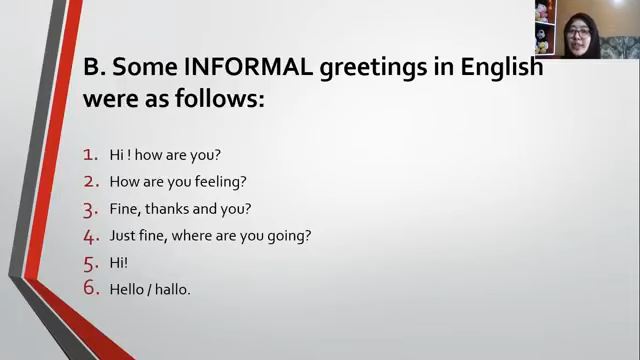 B. Some INFORMAL greetings in English
were as follows:
1. Hi ! how are you?
2. How are you feeling?
3. Fine, thanks and you?
4. Just fine, where are you going?
5. Hi!
6. Hello / hallo.